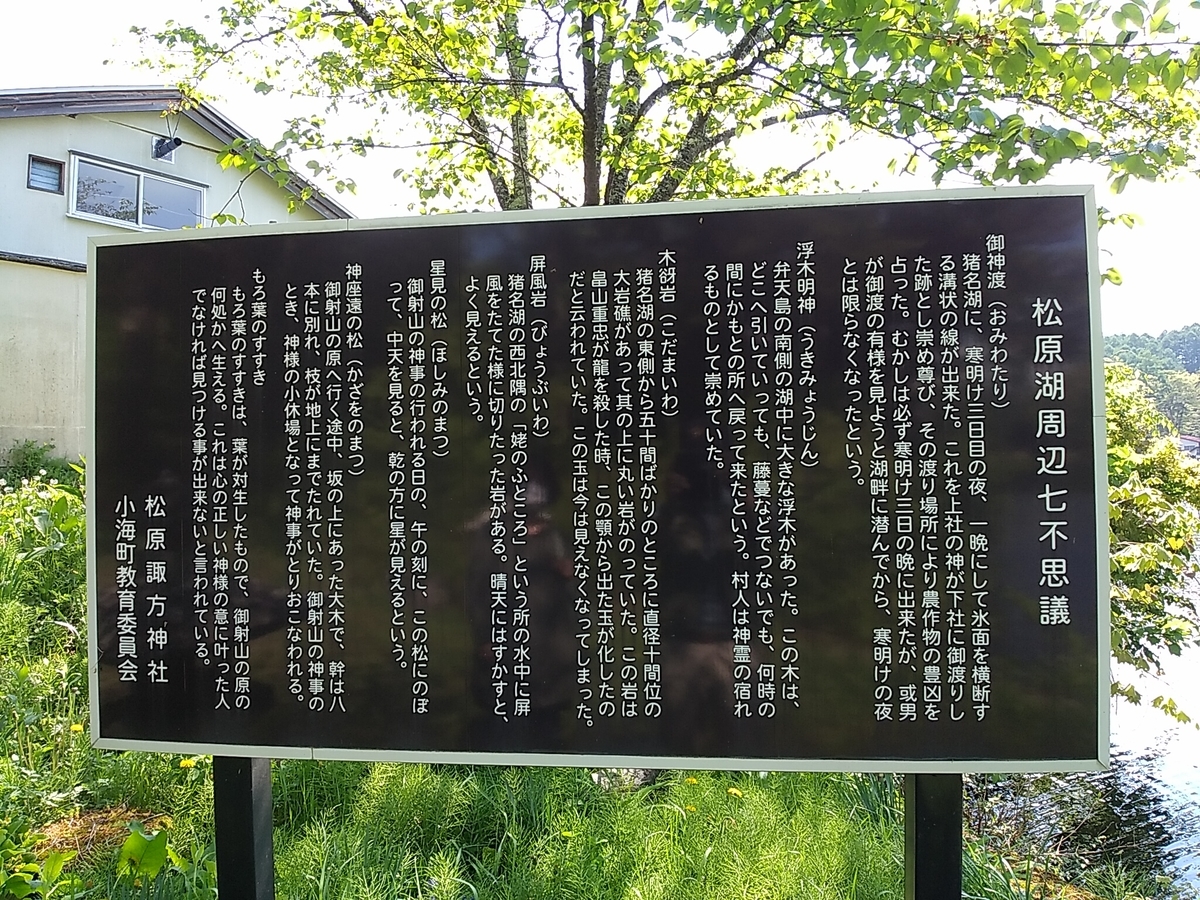 松原湖周辺七不思議
御神渡（おみわたり）
猪名湖に、寒明け三日目の夜、一晩にして氷面を横断す
る溝状の線が出来た。これを上社の神が下社に御渡りし
た跡とし崇め尊び、その渡り場所により農作物の豊凶を
占った。むかしは必ず寒明け三日の晩に出来たが、或男
が御渡の有様を見ようと湖畔に潜んでから、寒明けの夜
とは限らなくなったという。
浮木明神（うきみょうじん）
弁天島の南側の湖中に大きな浮木があった。この木は、
どこへ引いていっても、藤蔓などでつないでも、何時の
間にかもとの所へ戻って来たという。村人は神霊の宿れ
るものとして崇めていた。
木谺岩（こだまいわ）
猪名湖の東側から五十間ばかりのところに直径十間位の
大岩礁があって其の上に丸い岩がのっていた。この岩は
畠山重忠が龍を殺した時、この顎から出た玉が化したの
だと云われていた。この玉は今は見えなくなってしまった。
屏風岩（びょうぶいわ）
猪名湖の西北隅の「姥のふところ」という所の水中に屏
風をたてた様に切りたった岩がある。晴天にはすかすと、
よく見えるという。
星見の松（ほしみのまつ）
御射山の神事の行われる日の、午の刻に、この松にのぼ
って、中天を見ると、乾の方に星が見えるという。
神座遠の松（かざをのまつ）
御射山の原へ行く途中、坂の上にあった大木で、幹は八
本に別れ、枝が地上にまでたれていた。御射山の神事の
とき、神様の小休場となって神事がとりおこなわれる。
もろ葉のすすき
もろ葉のすすきは、葉が対生したもので、御射山の原の
何処かへ生える。これは心の正しい神様の意に叶った人
でなければ見つける事が出来ないと言われている。
松原諏方神社
小海町教育委員会